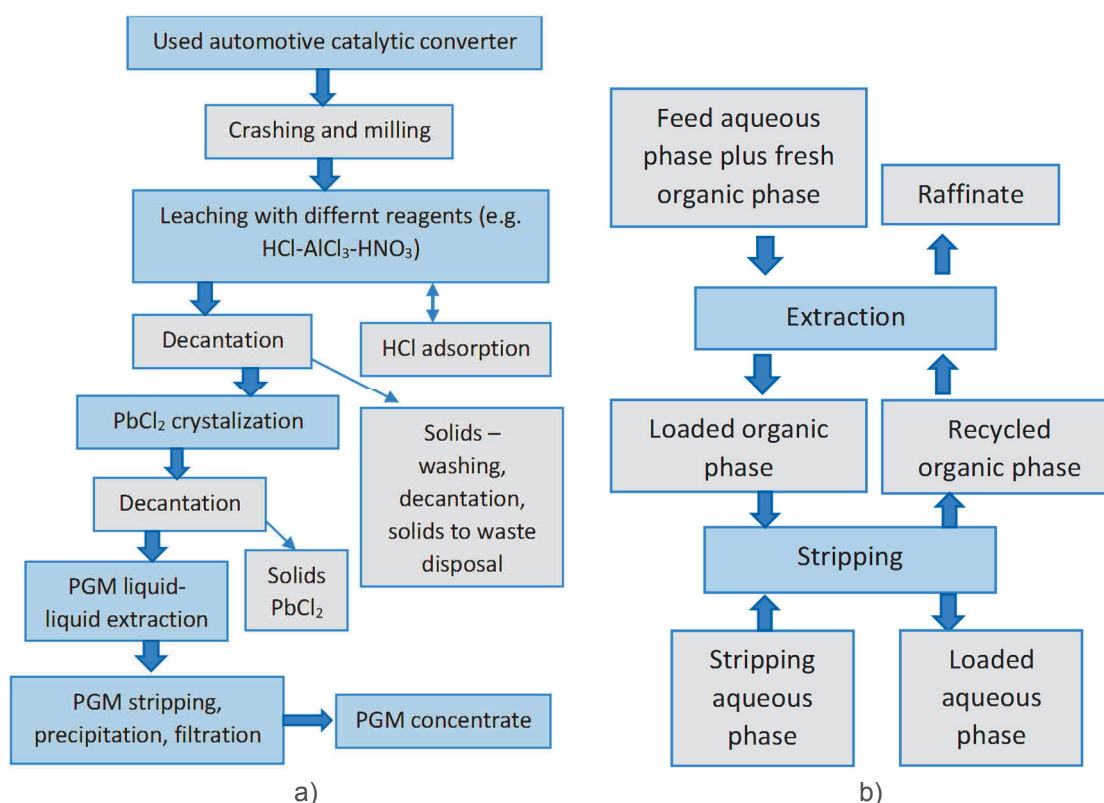 Used automotive catalytic converter
Crashing and milling
Leaching with differnt reagents (e.g.
HCl-AlCl₃-HNO₃)
Decantation
HCl adsorption
PbCl₂ crystalization
Solids –
washing,
decantation,
solids to waste
disposal
Decantation
Solids
PbCl₂
PGM liquid-
liquid extraction
PGM stripping,
precipitation, filtration
PGM concentrate
a)
Feed aqueous
phase plus fresh
organic phase
Raffinate
Extraction
Loaded organic
phase
Recycled
organic phase
Stripping
Stripping
aqueous
phase
Loaded
aqueous
phase
b)